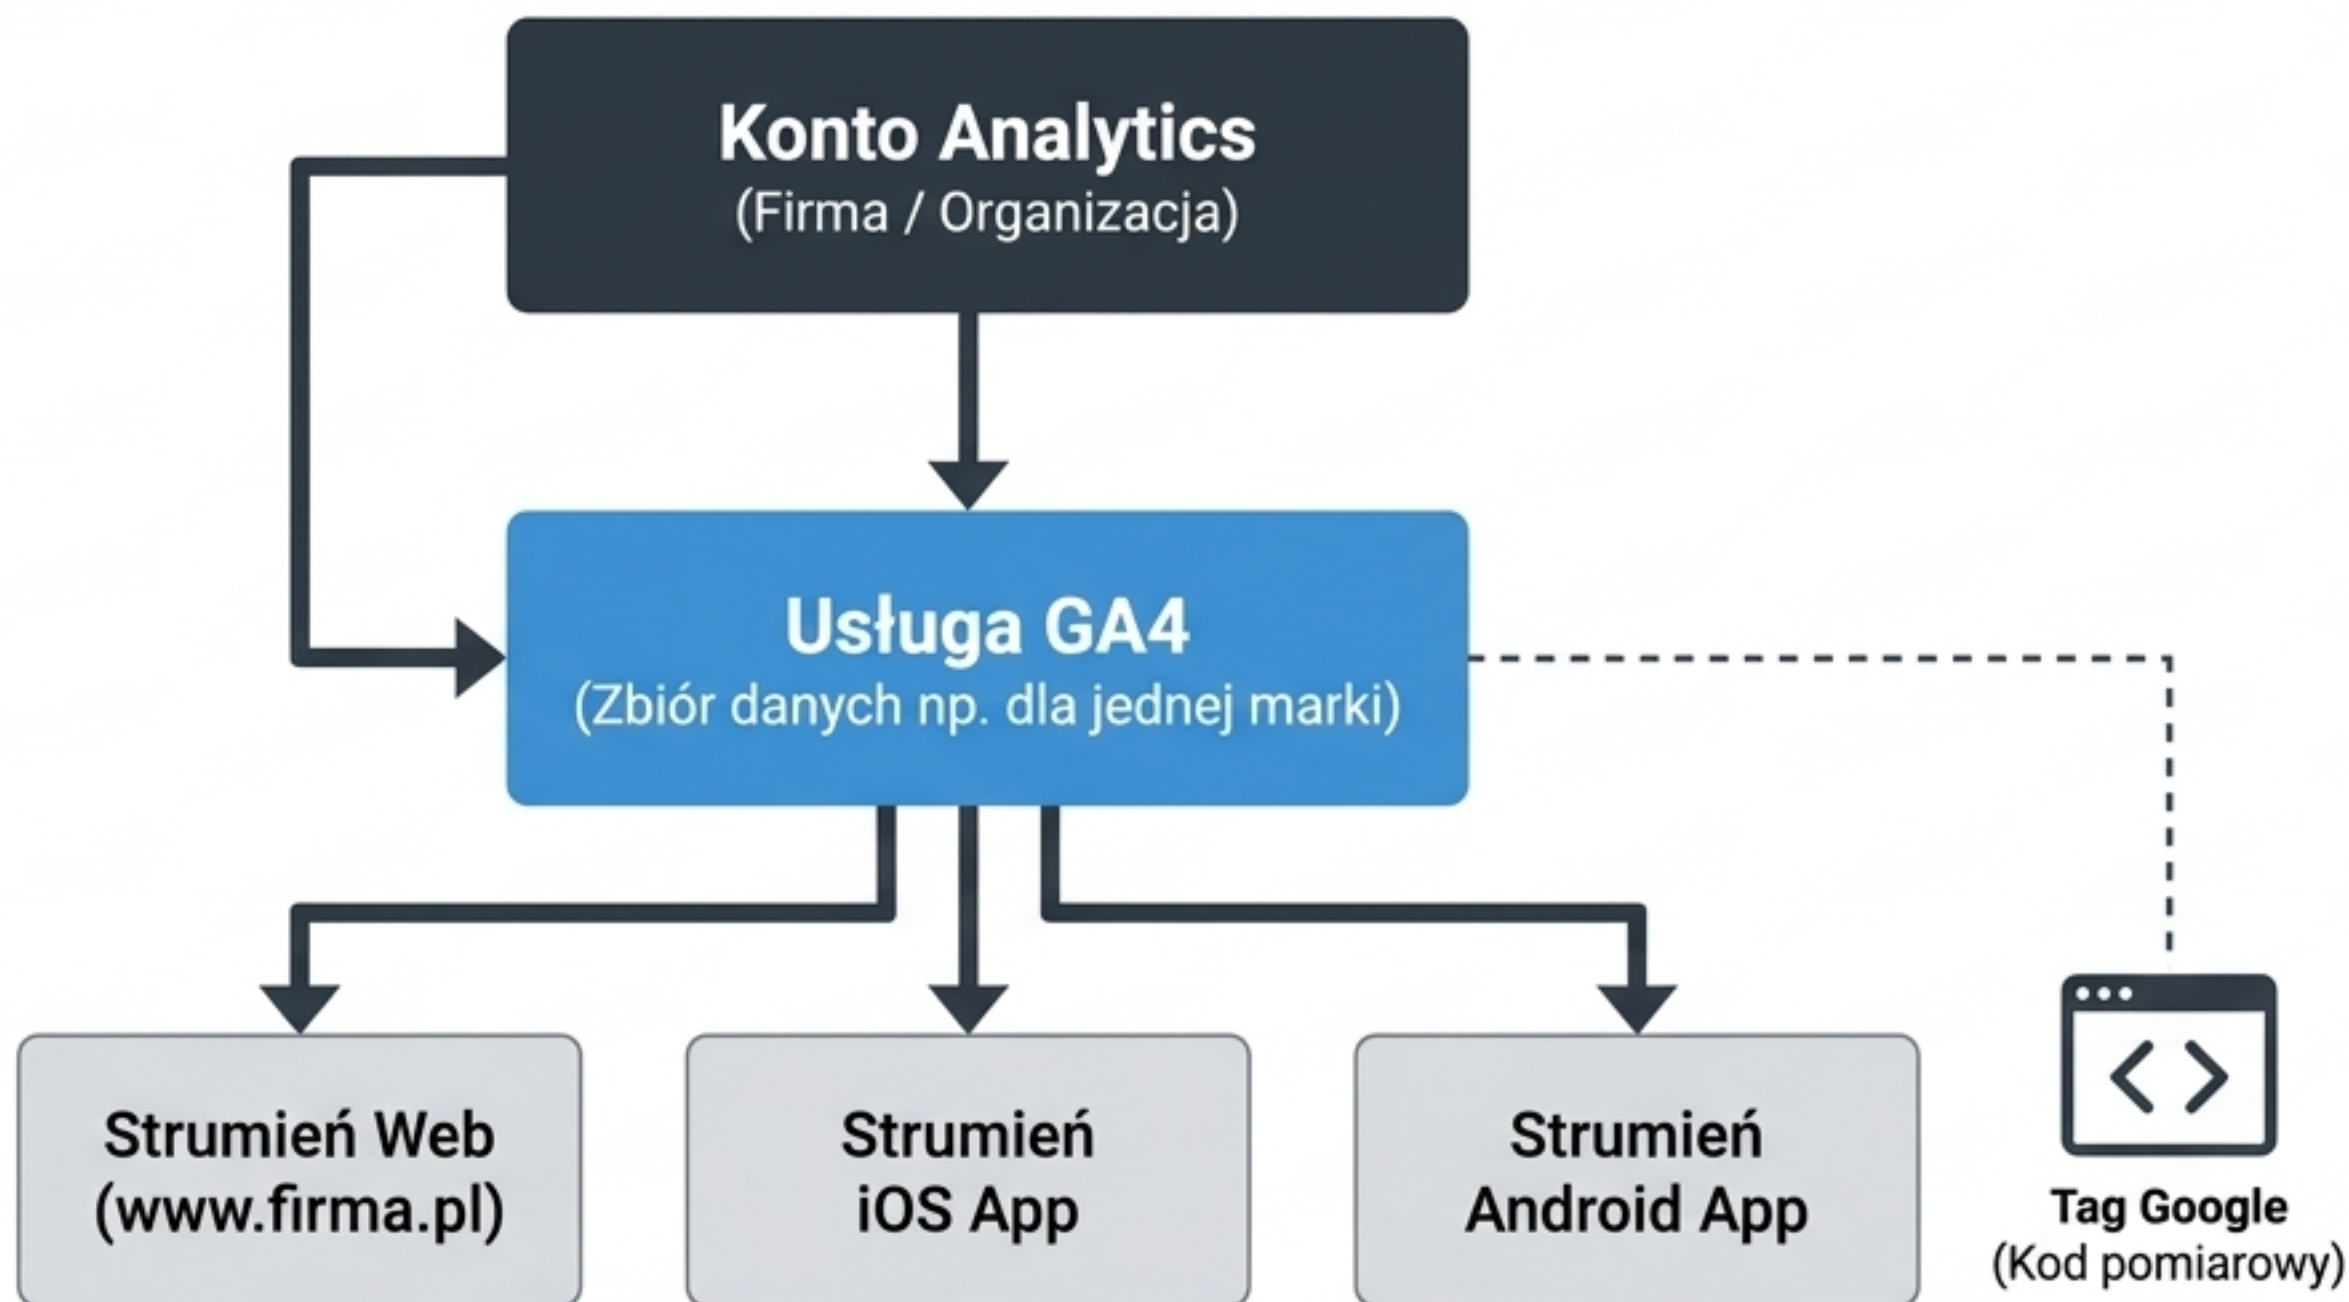 Konto Analytics
(Firma / Organizacja)
Usługa GA4
(Zbiór danych np. dla jednej marki)
Strumień Web
(www.firma.pl)
Strumień
iOS App
Strumień
Android App
Tag Google
(Kod pomiarowy)